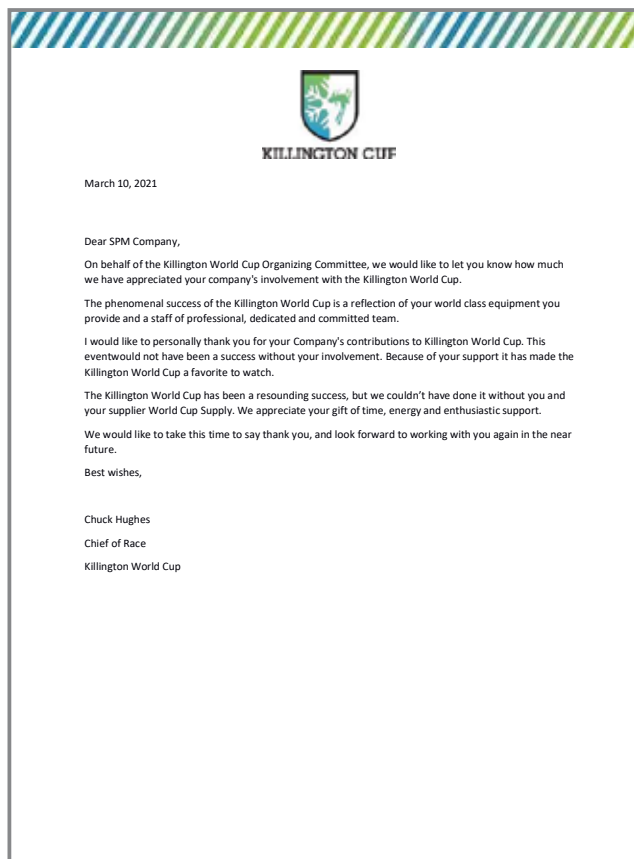 KILLINGTON CUP
March 10, 2021
Dear SPM Company,
On behalf of the Killington World Cup Organizing Committee, we would like to let you know how much
we have appreciated your company's involvement with the Killington World Cup.
The phenomenal success of the Killington World Cup is a reflection of your world class equipment you
provide and a staff of professional, dedicated and committed team.
I would like to personally thank you for your Company's contributions to Killington World Cup. This
eventwould not have been a success without your involvement. Because of your support it has made the
Killington World Cup a favorite to watch.
The Killington World Cup has been a resounding success, but we couldn’t have done it without you and
your supplier World Cup Supply. We appreciate your gift of time, energy and enthusiastic support.
We would like to take this time to say thank you, and look forward to working with you again in the near
future.
Best wishes,
Chuck Hughes
Chief of Race
Killington World Cup